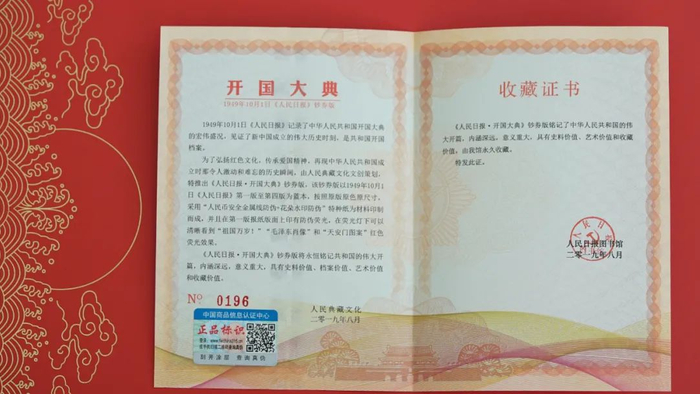 开国大典
1949年10月1日《人民日报》钞券版
1949年10月1日《人民日报》记录了中华人民共和国开国大典
的宏伟盛况，见证了新中国成立的伟大历史时刻，是共和国开国
档案。
为了弘扬红色文化，传承爱国精神，再现中华人民共和国成
立时那个人激动和难忘的历史瞬间，由人民典藏文化文创策划，
特推出《人民日报·开国大典》钞券版。该钞券版以1949年10月1
日《人民日报》第一版至第四版为蓝本，按照原版原色原尺寸，
采用“人民币安全金属线防伪+花朵水印防伪”特种纸为材料印制
而成，并且在第一版报纸版面上印有防伪荧光，在荧光灯下可以
清晰看到“祖国万岁！”“毛泽东肖像”和“天安门图案”红
色荧光效果。
《人民日报·开国大典》钞券版将永恒铭记共和国的伟大开
篇，内涵深远，意义重大，具有史料价值、档案价值、艺术价值
和收藏价值。
No 0196
中国商品信息认证中心
正品标识
刮开涂层 查询真伪
人民典藏文化
二〇一九年八月
收藏证书
《人民日报·开国大典》钞券版铭记了中华人民共和国的伟
大开篇，内涵深远，意义重大，具有史料价值、艺术价值和收藏
价值，由我馆永久收藏。
特发此证。
人民日报图书馆
二〇一九年八月